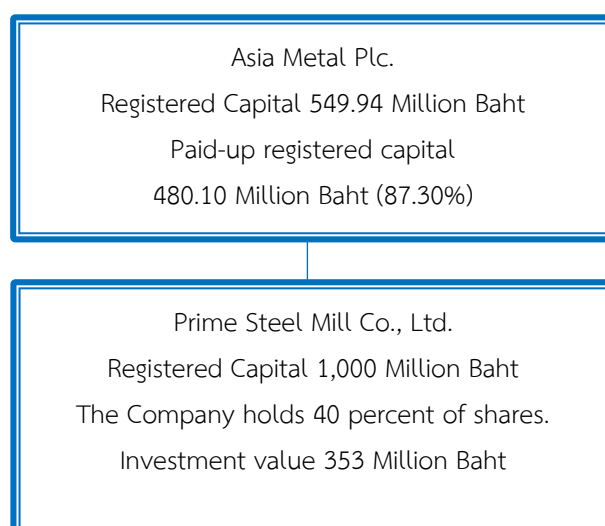 Asia Metal Plc.
Registered Capital 549.94 Million Baht
Paid-up registered capital
480.10 Million Baht (87.30%)
Prime Steel Mill Co., Ltd.
Registered Capital 1,000 Million Baht
The Company holds 40 percent of shares.
Investment value 353 Million Baht